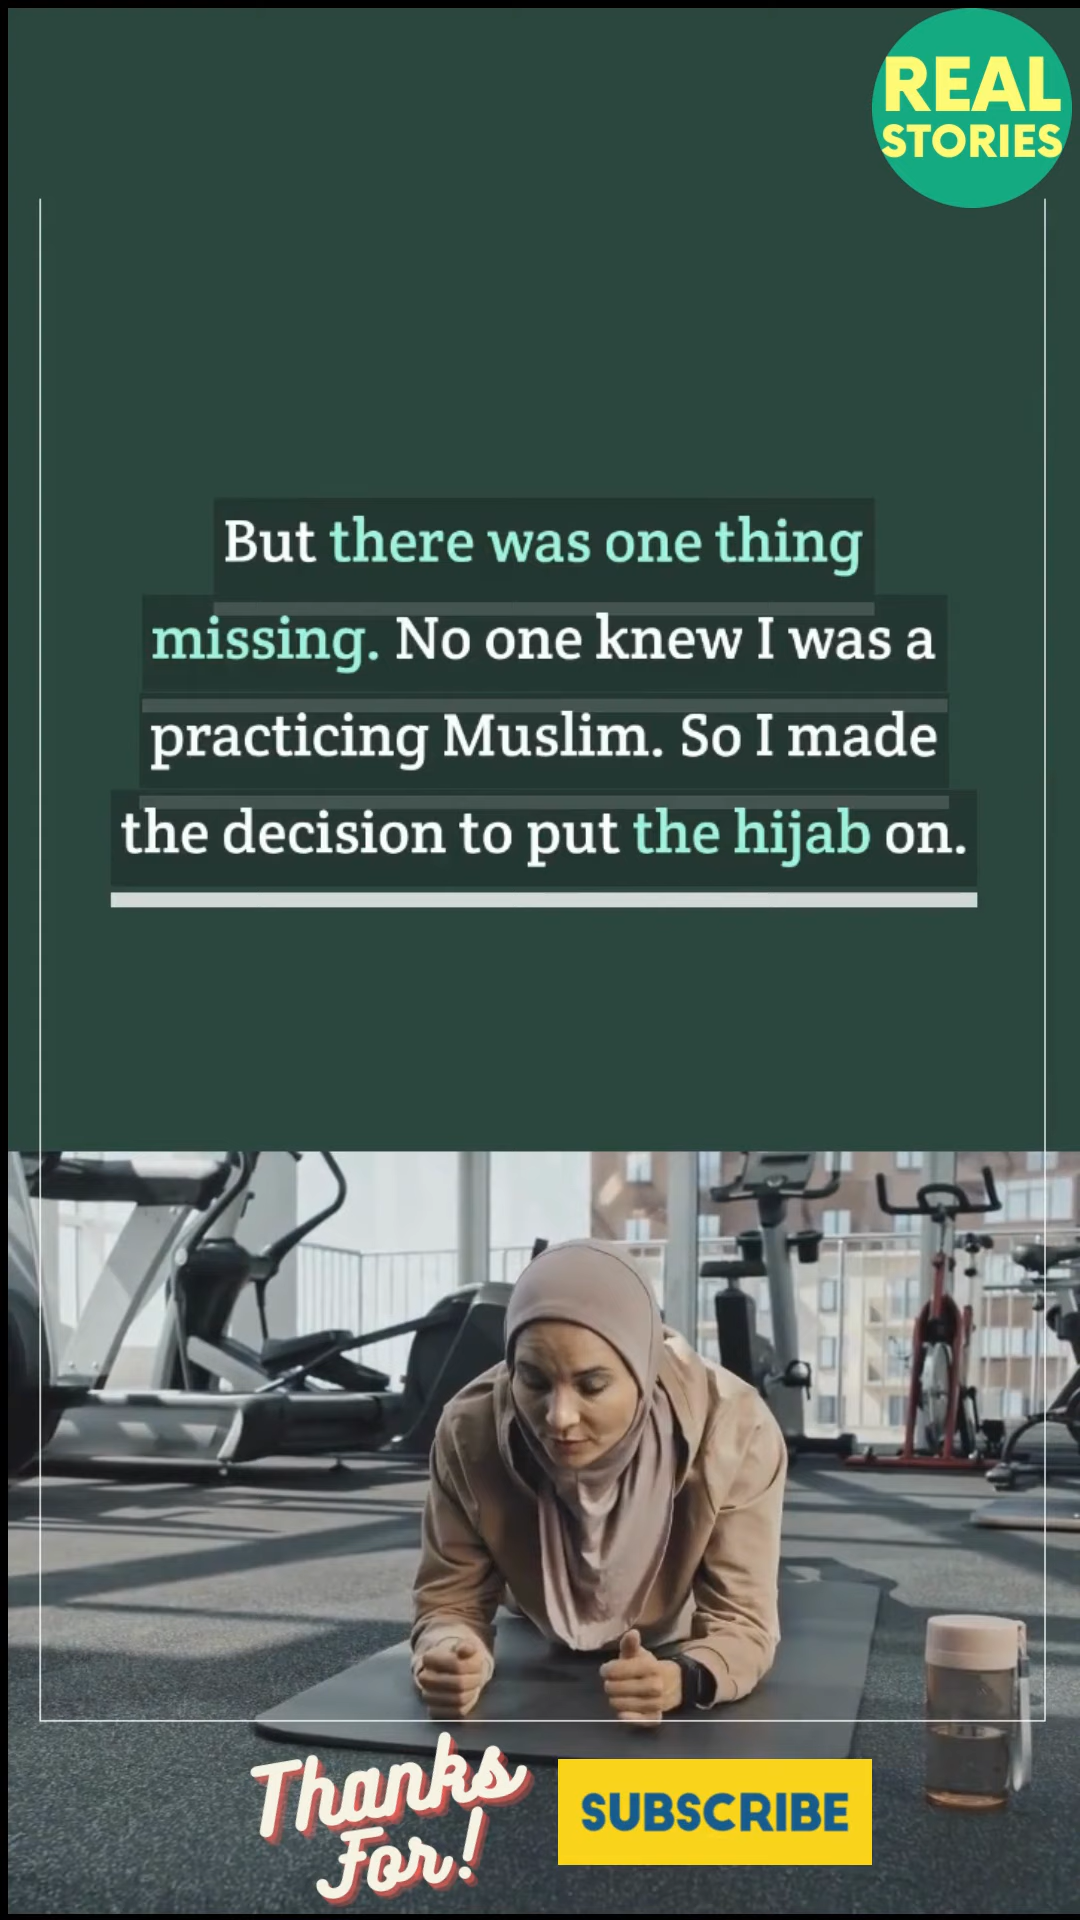 REAL
STORIES
But there was one thing
missing. No one knew I was a
practicing Muslim. So I made
the decision to put the hijab on.
Thanks
For!
SUBSCRIBE